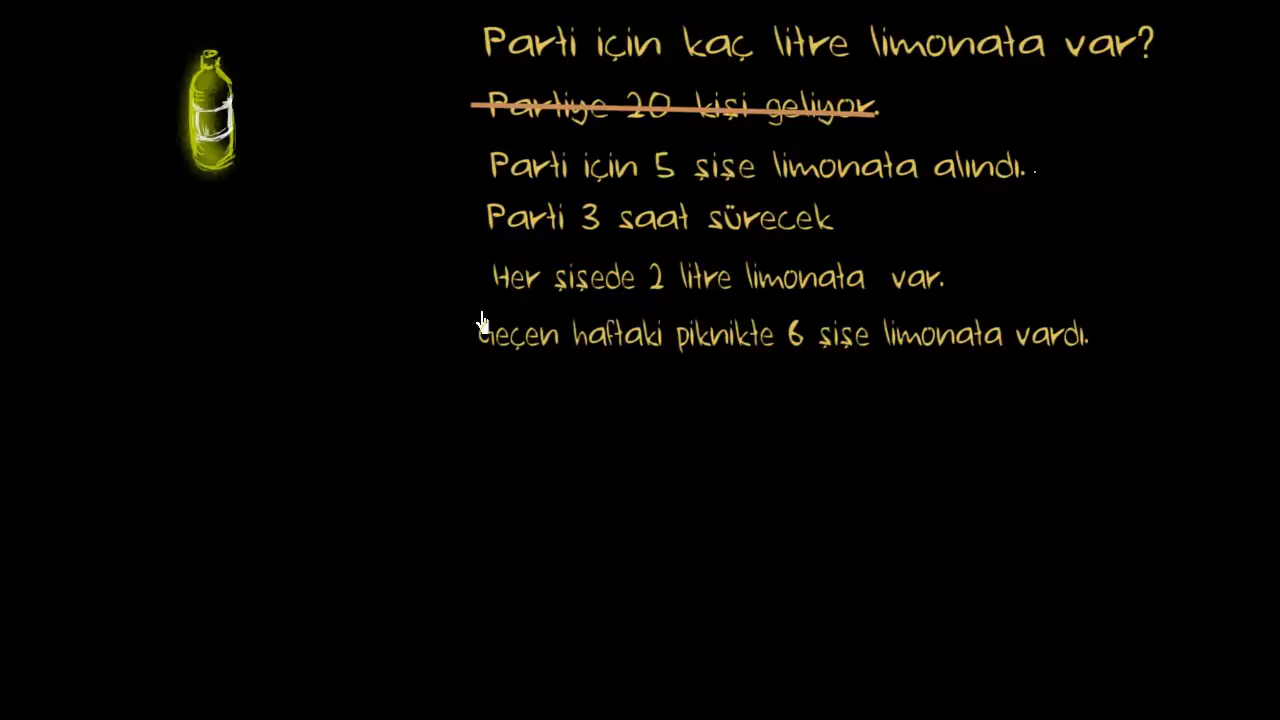 Parti için kaç litre limonata var?
Partiye 20 kişi geliyor.
Parti için 5 şişe limonata alındı.
Parti 3 saat sürecek
Her şişede 2 litre limonata var.
Geçen haftaki piknikte 6 şişe limonata vardı.